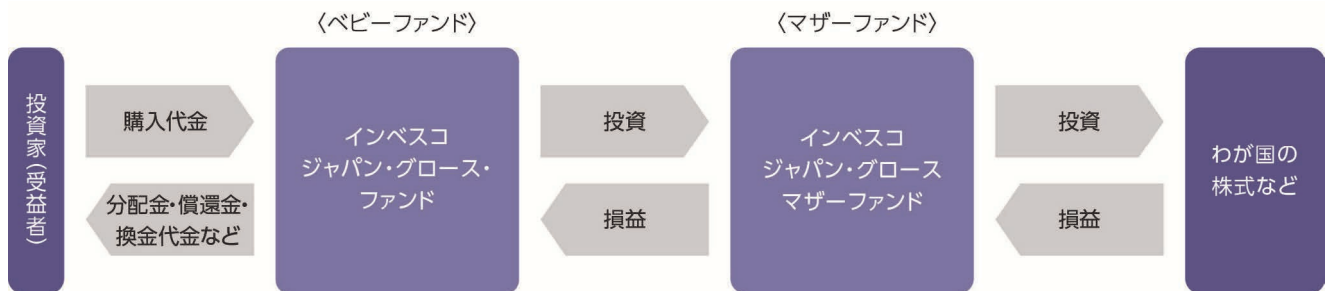 〈ベビーファンド〉
〈マザーファンド〉
投資家(受益者)
購入代金
分配金・償還金・
換金代金など
インベスコ
ジャパン・グロース・
ファンド
投資
損益
インベスコ
ジャパン・グロース
マザーファンド
投資
損益
わが国の
株式など